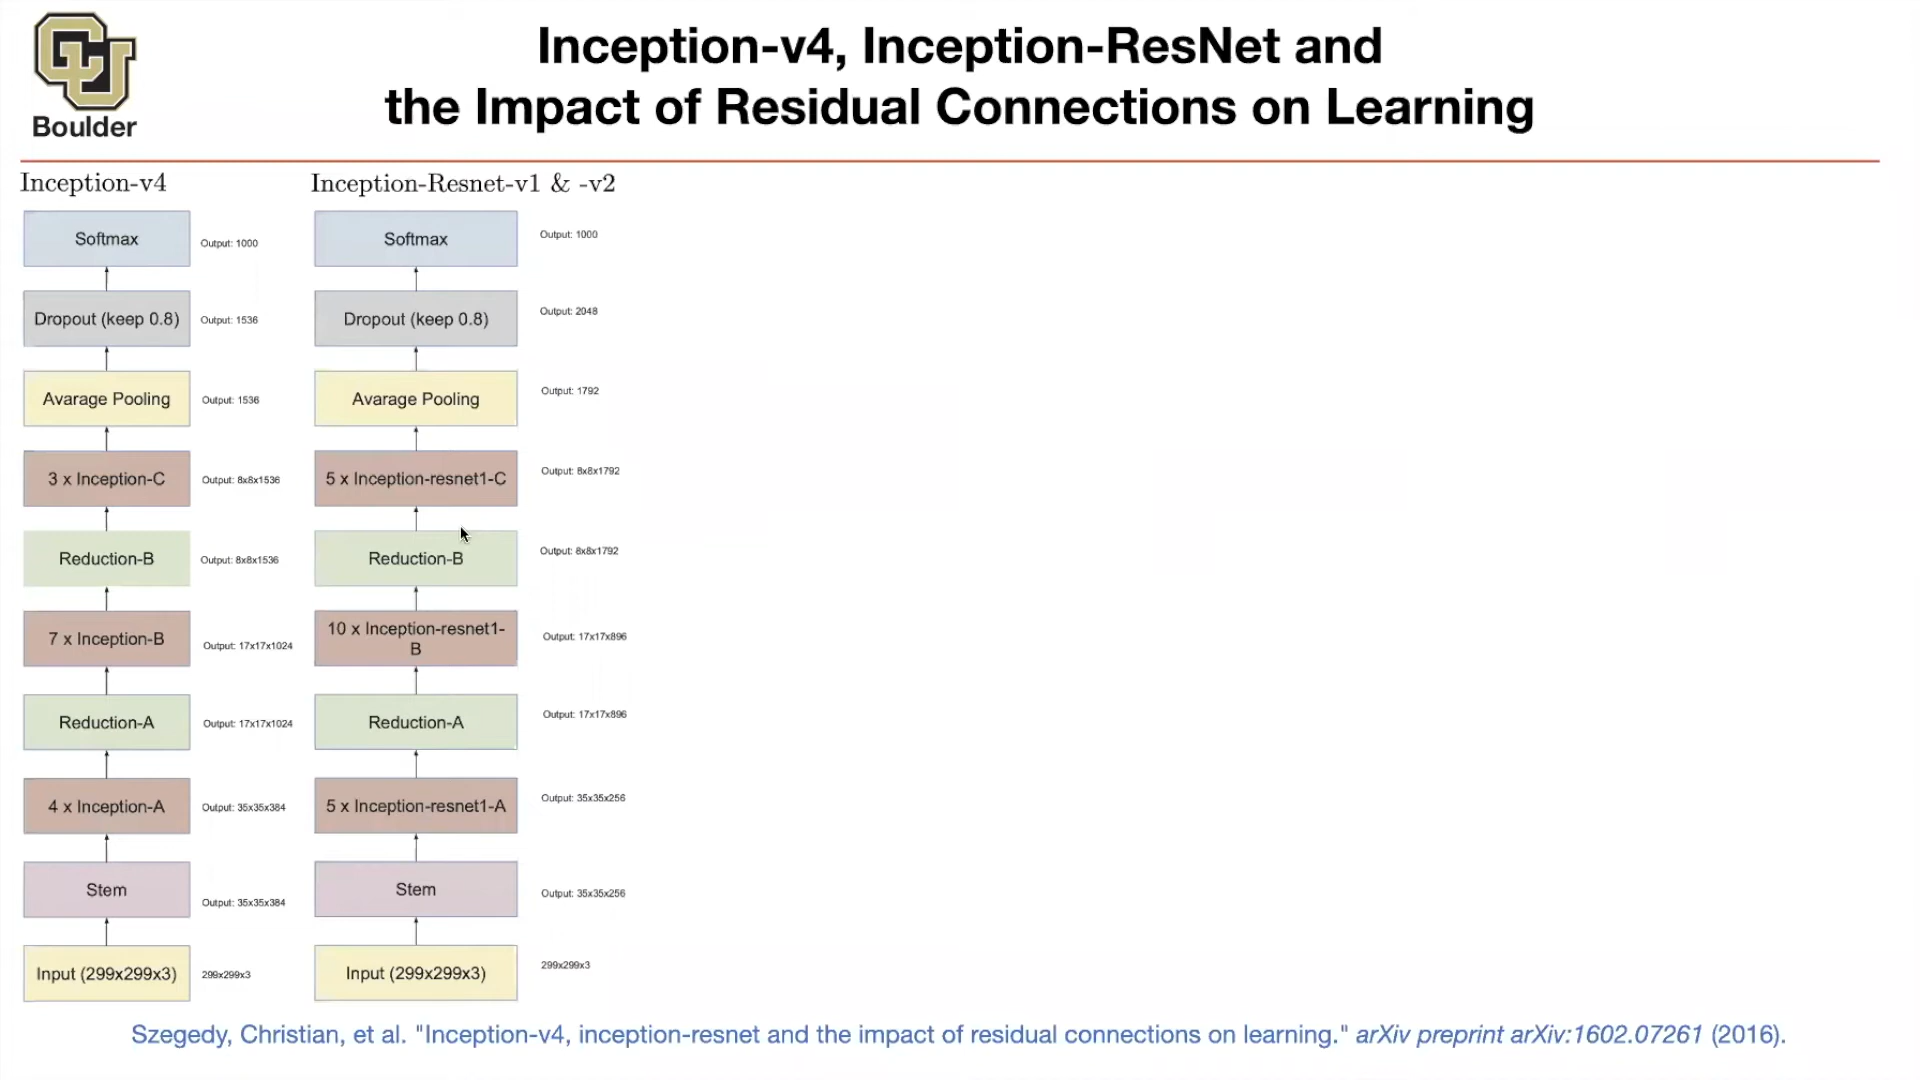 Inception-v4, Inception-ResNet and
the Impact of Residual Connections on Learning
CU
Boulder
Inception-v4
Softmax
Output: 1000
Dropout (keep 0.8)
Output: 1536
Avarage Pooling
Output: 1536
3 x Inception-C
Output: 8x8x1536
Reduction-B
Output: 8x8x1536
7 x Inception-B
Output: 17x17x1024
Reduction-A
Output: 17x17x1024
4 x Inception-A
Output: 35x35x384
Stem
Output: 35x35x384
Input (299x299x3)
299x299x3
Inception-Resnet-v1 & -v2
Softmax
Output: 1000
Dropout (keep 0.8)
Output: 2048
Avarage Pooling
Output: 1792
5 x Inception-resnet1-C
Output: 8x8x1792
Reduction-B
Output: 8x8x1792
10 x Inception-resnet1-
B
Output: 17x17x896
Reduction-A
Output: 17x17x896
5 x Inception-resnet1-A
Output: 35x35x256
Stem
Output: 35x35x256
Input (299x299x3)
299x299x3
Szegedy, Christian, et al. "Inception-v4, inception-resnet and the impact of residual connections on learning." arXiv preprint arXiv:1602.07261 (2016).